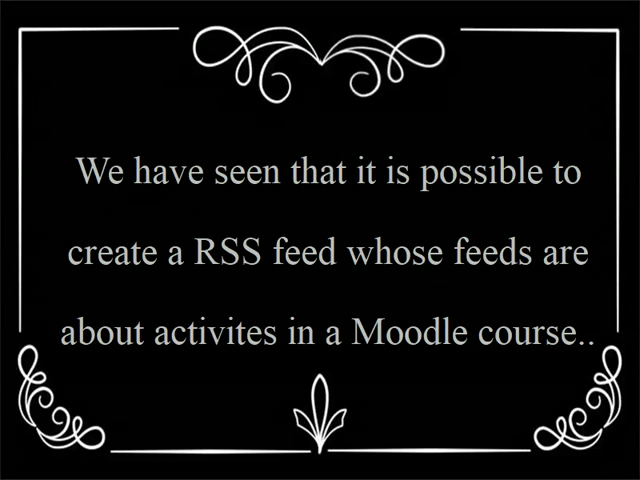 We have seen that it is possible to
create a RSS feed whose feeds are
about activites in a Moodle course..